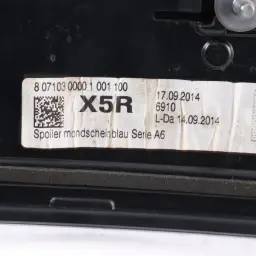 8 07103 0000 1 001 100
X5R
17.09.2014
6910
L-Da 14.09.2014
Spoiler mondscheinblau Serie A6